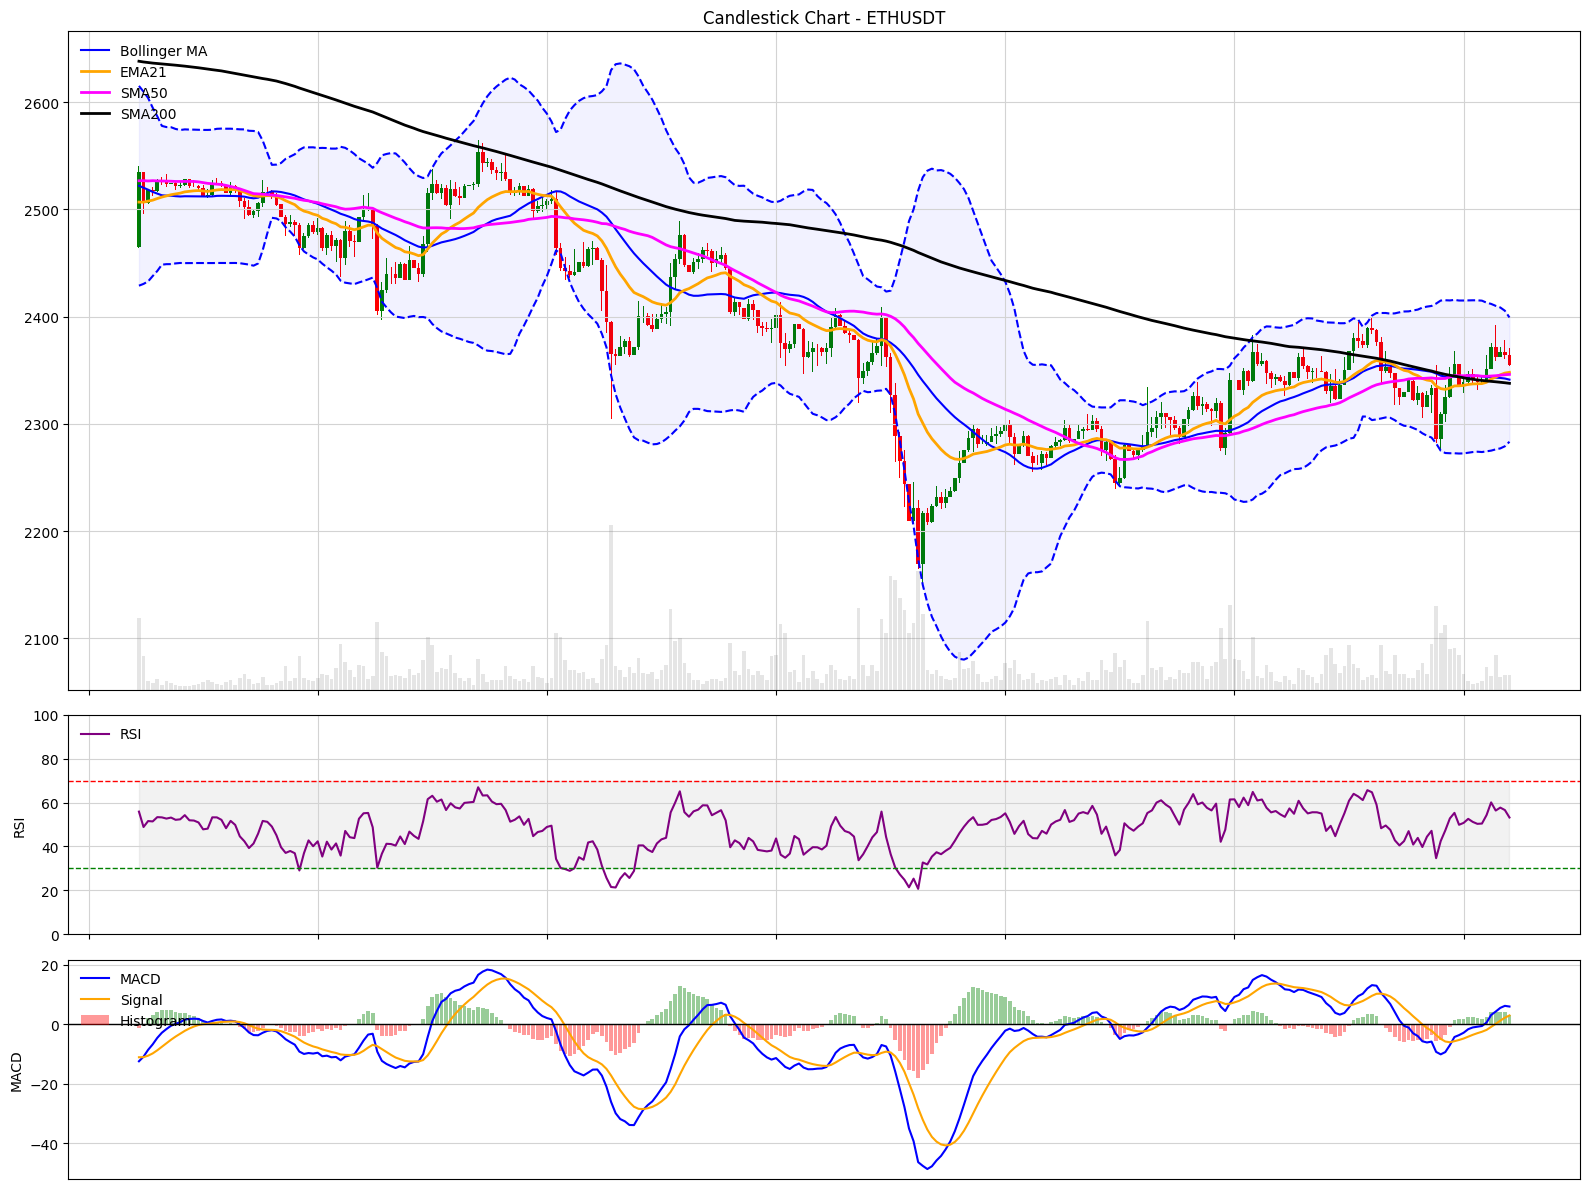 Candlestick Chart - ETHUSDT
Bollinger MA
EMA21
SMA50
SMA200
2600
2500
2400
2300
2200
2100
RSI
100
80
60
40
20
0
RSI
MACD
Signal
Histogram
20
0
−20
−40
MACD